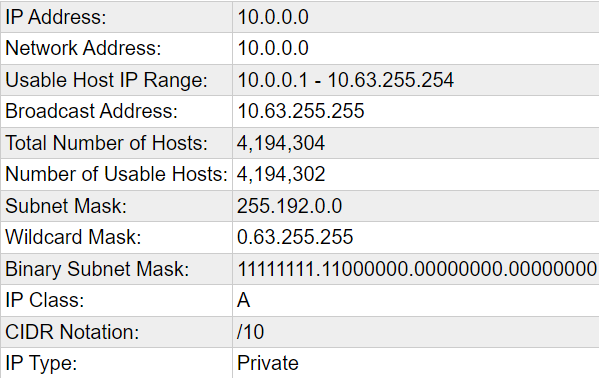 IP Address: 10.0.0.0
Network Address: 10.0.0.0
Usable Host IP Range: 10.0.0.1 - 10.63.255.254
Broadcast Address: 10.63.255.255
Total Number of Hosts: 4,194,304
Number of Usable Hosts: 4,194,302
Subnet Mask: 255.192.0.0
Wildcard Mask: 0.63.255.255
Binary Subnet Mask: 11111111.11000000.00000000.00000000
IP Class: A
CIDR Notation: /10
IP Type: Private